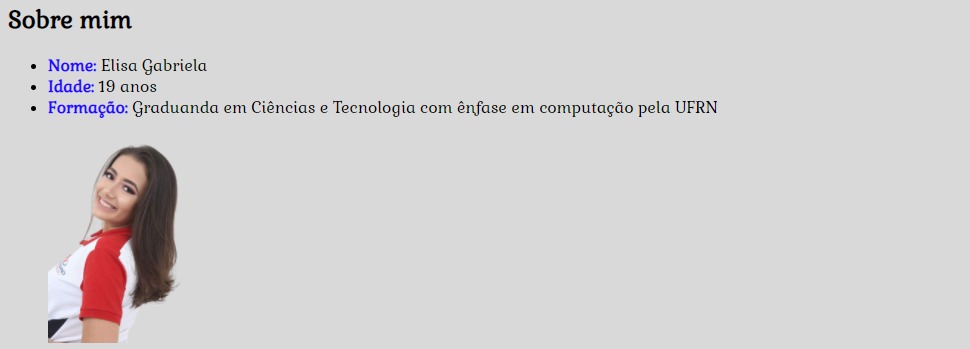 Sobre mim
Nome: Elisa Gabriela
Idade: 19 anos
Formação: Graduanda em Ciências e Tecnologia com ênfase em computação pela UFRN